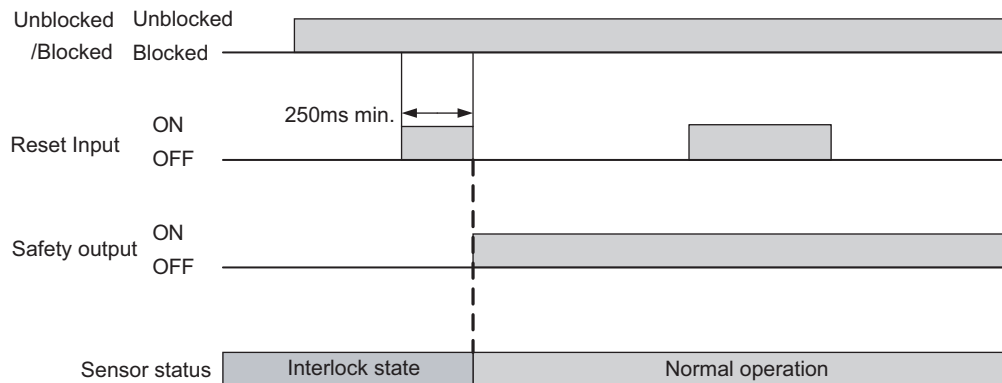 Unblocked
/Blocked
Unblocked
Blocked
250ms min.
Reset Input
ON
OFF
Safety output
ON
OFF
Sensor status
Interlock state
Normal operation